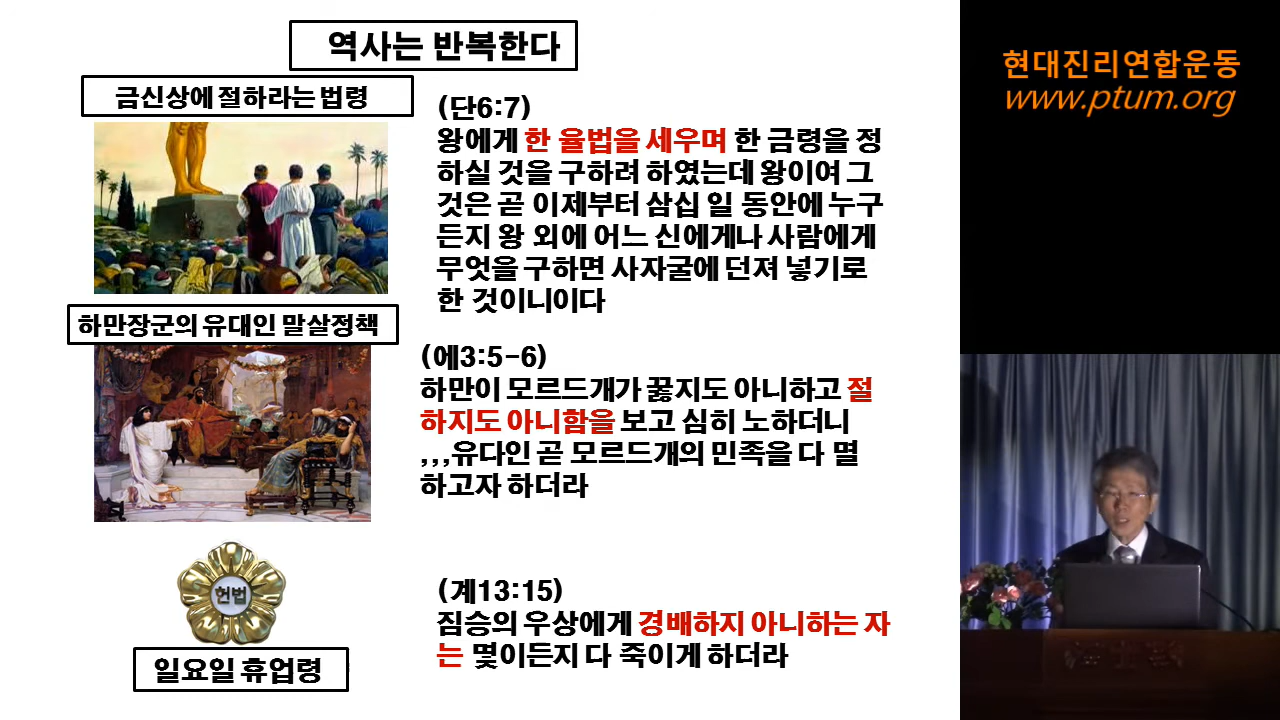 역사는 반복한다
금신상에 절하라는 법령
(단6:7)
왕에게 한 율법을 세우며 한 금령을 정
하실 것을 구하려 하였는데 왕이여 그
것은 곧 이제부터 삼십 일 동안에 누구
든지 왕 외에 어느 신에게나 사람에게
무엇을 구하면 사자굴에 던져 넣기로
한 것이니이다
하만장군의 유대인 말살정책
(에3:5-6)
하만이 모르드개가 꿇지도 아니하고 절
하지도 아니함을 보고 심히 노하더니
,,,유다인 곧 모르드개의 민족을 다 멸
하고자 하더라
헌법
일요일 휴업령
(계13:15)
짐승의 우상에게 경배하지 아니하는 자
는 몇이든지 다 죽이게 하더라
현대진리연합운동
www.ptum.org